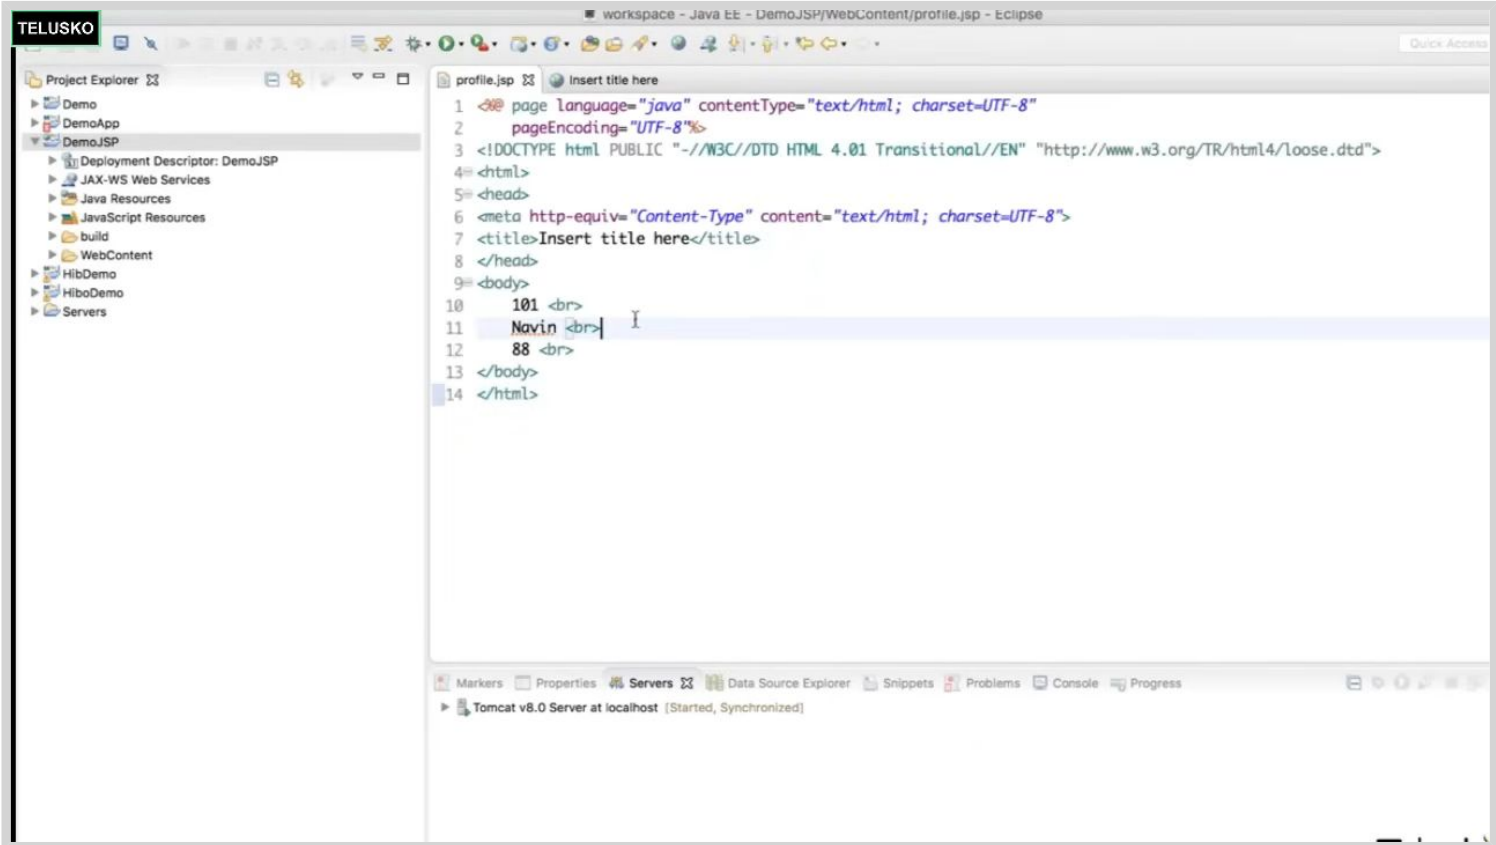 workspace - Java EE - DemoJSP/WebContent/profile.jsp - Eclipse
TELUSKO
Quick Access
Project Explorer
Demo
DemoApp
DemoJSP
Deployment Descriptor: DemoJSP
JAX-WS Web Services
Java Resources
JavaScript Resources
build
WebContent
HibDemo
HiboDemo
Servers
profile.jsp Insert title here
1 <%@ page language="java" contentType="text/html; charset=UTF-8"
2 pageEncoding="UTF-8"%>
3 <!DOCTYPE html PUBLIC "-//W3C//DTD HTML 4.01 Transitional//EN" "http://www.w3.org/TR/html4/loose.dtd">
4 <html>
5 <head>
6 <meta http-equiv="Content-Type" content="text/html; charset=UTF-8">
7 <title>Insert title here</title>
8 </head>
9 <body>
10 101 <br>
11 Navin <br>
12 88 <br>
13 </body>
14 </html>
Markers Properties Servers Data Source Explorer Snippets Problems Console Progress
Tomcat v8.0 Server at localhost [Started, Synchronized]